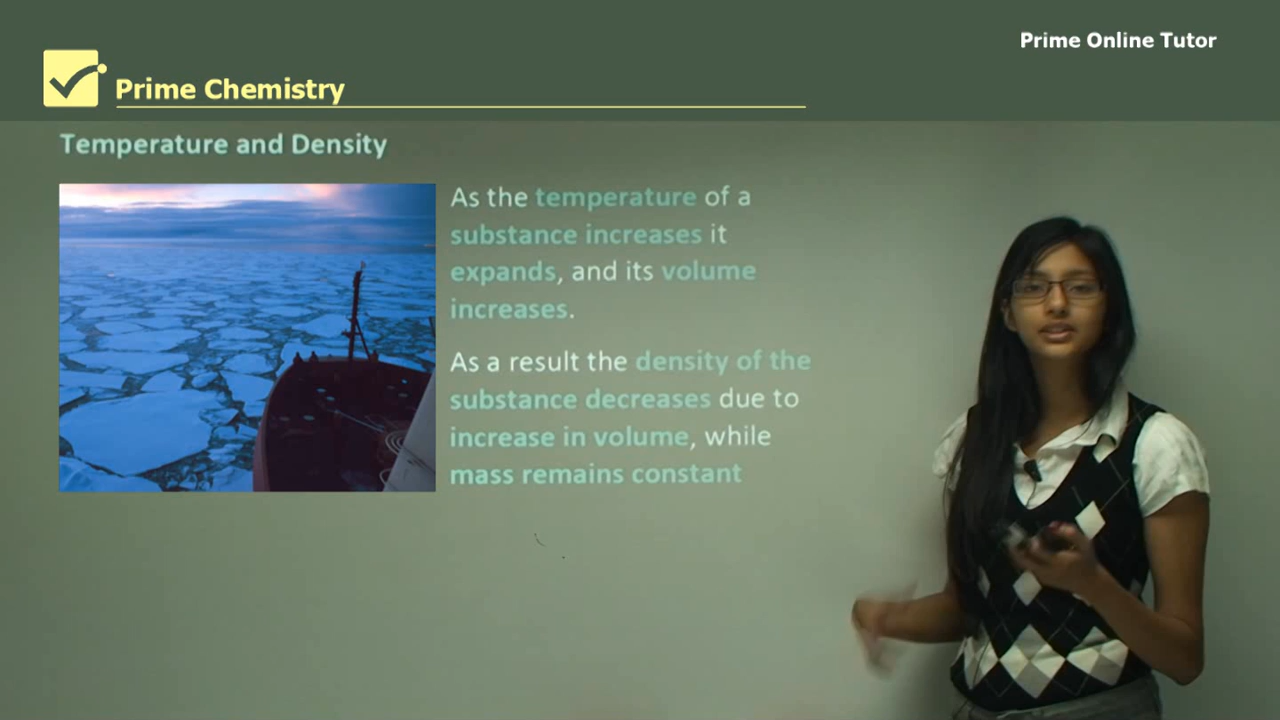 Prime Online Tutor
Prime Chemistry
Temperature and Density
As the temperature of a
substance increases it
expands, and its volume
increases.
As a result the density of the
substance decreases due to
increase in volume, while
mass remains constant